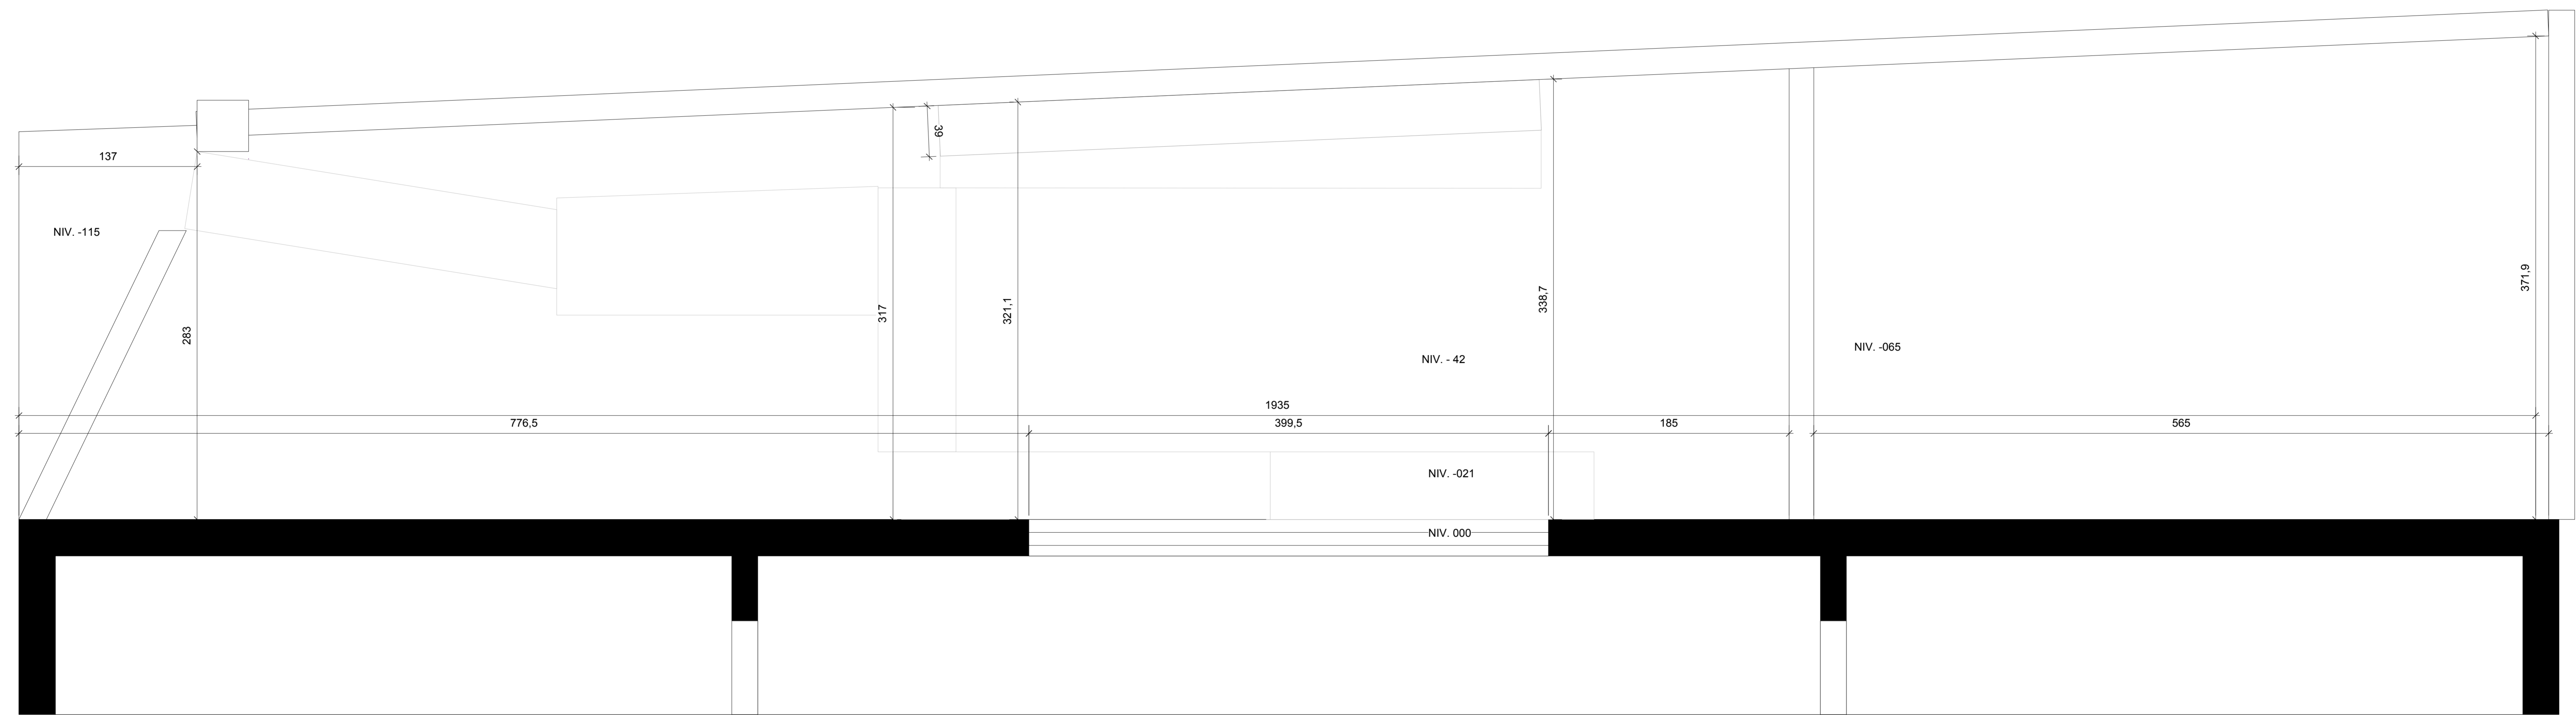 39
137
NIV. -115
371,9
338,7
321,1
317
283
NIV. -065
NIV. - 42
1935
776,5
399,5
185
565
NIV. -021
NIV. 000